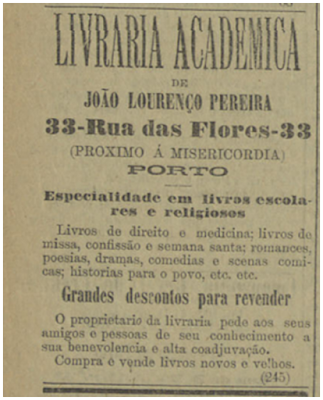 LIVRARIA ACADEMICA
DE
JOÃO LOURENÇO PEREIRA
33-Rua das Flores-33
(PROXIMO Á MISERICORDIA)
PORTO
Especialidade em livros escola-
res e religiosos
Livros de direito e medicina; livros de
missa, confissão e semana santa; romances,
poesias, dramas, comedias e scenas comi-
cas; historias para o povo, etc. etc.
Grandes descontos para revender
O proprietario da livraria pede aos seus
amigos e pessoas de seu conhecimento a
sua benevolencia e alta coadjuvação.
Compra e vende livros novos e velhos.
(245)